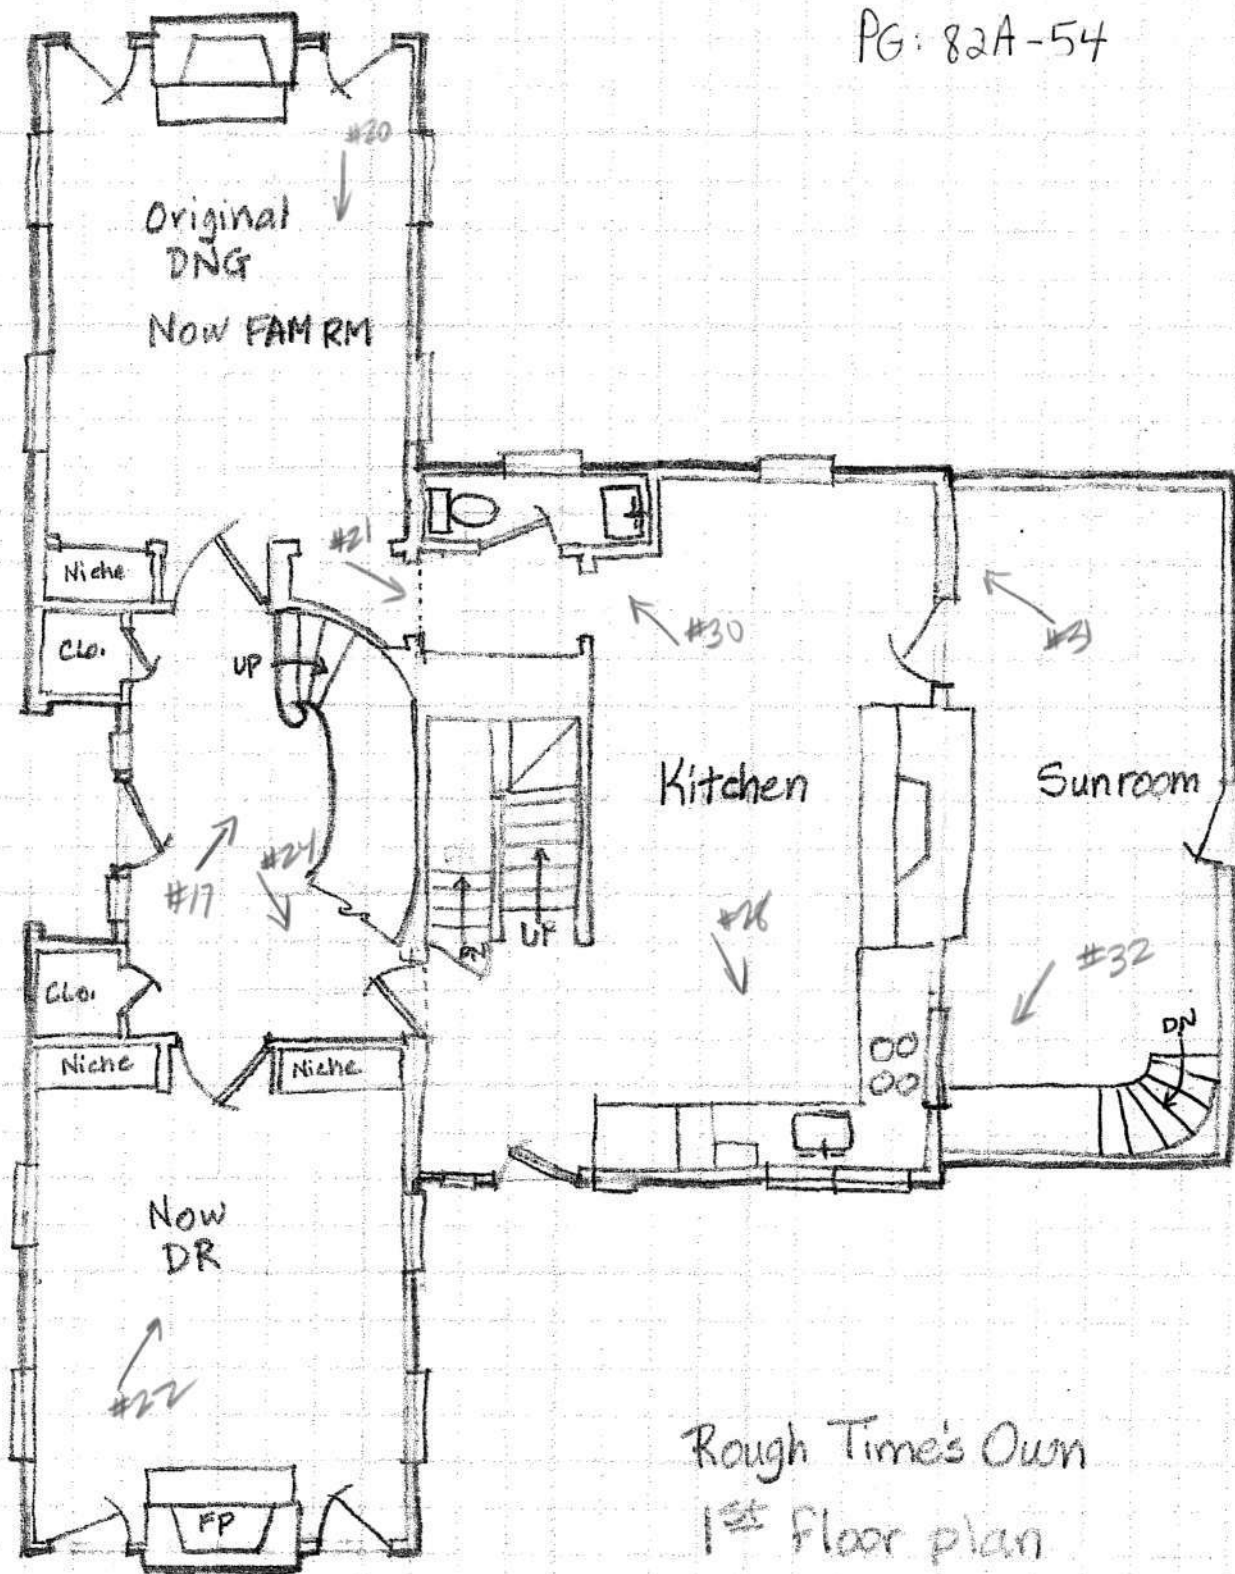 PG: 82A-54
#20
Original
DNG
Now FAM RM
#21
Niche
#30
#31
CLO.
UP
Kitchen
Sunroom
#17
#24
#26
UP
DN
#32
CLO.
DN
Niche
Niche
Now
DR
#22
Rough Time's Own
1st Floor plan
FP